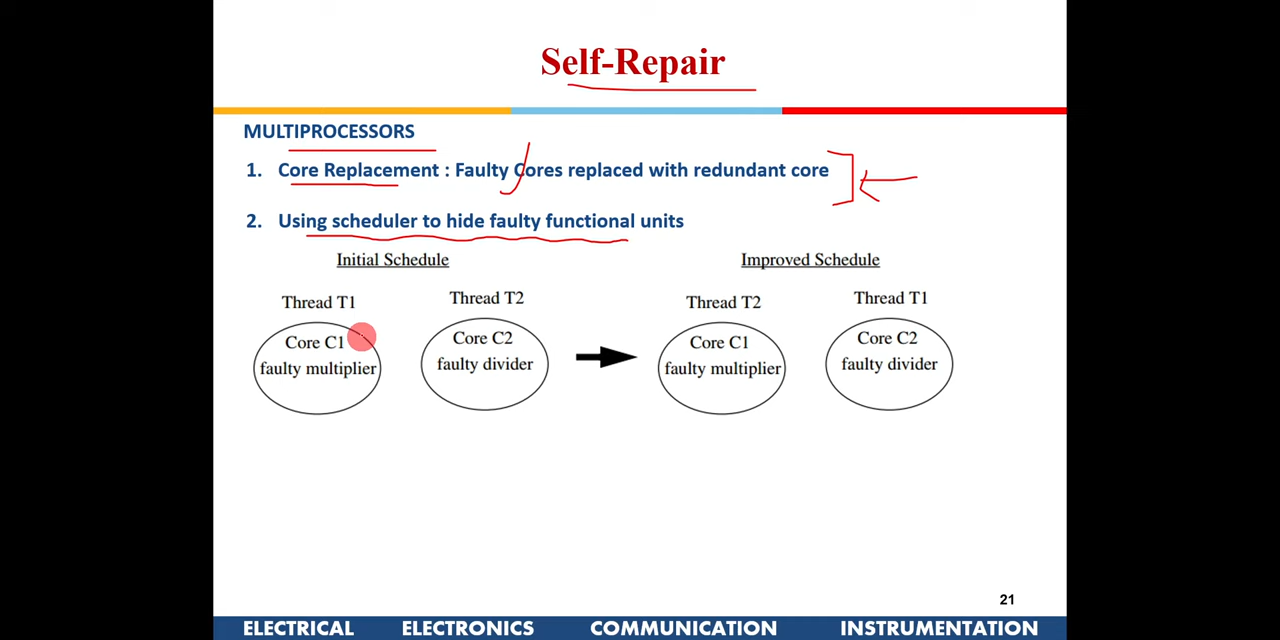 Self-Repair
MULTIPROCESSORS
1. Core Replacement : Faulty Cores replaced with redundant core
2. Using scheduler to hide faulty functional units
Initial Schedule
Improved Schedule
Thread T1
Thread T2
Thread T2
Thread T1
Core C1
faulty multiplier
Core C2
faulty divider
Core C1
faulty multiplier
Core C2
faulty divider
21
ELECTRICAL ELECTRONICS COMMUNICATION INSTRUMENTATION